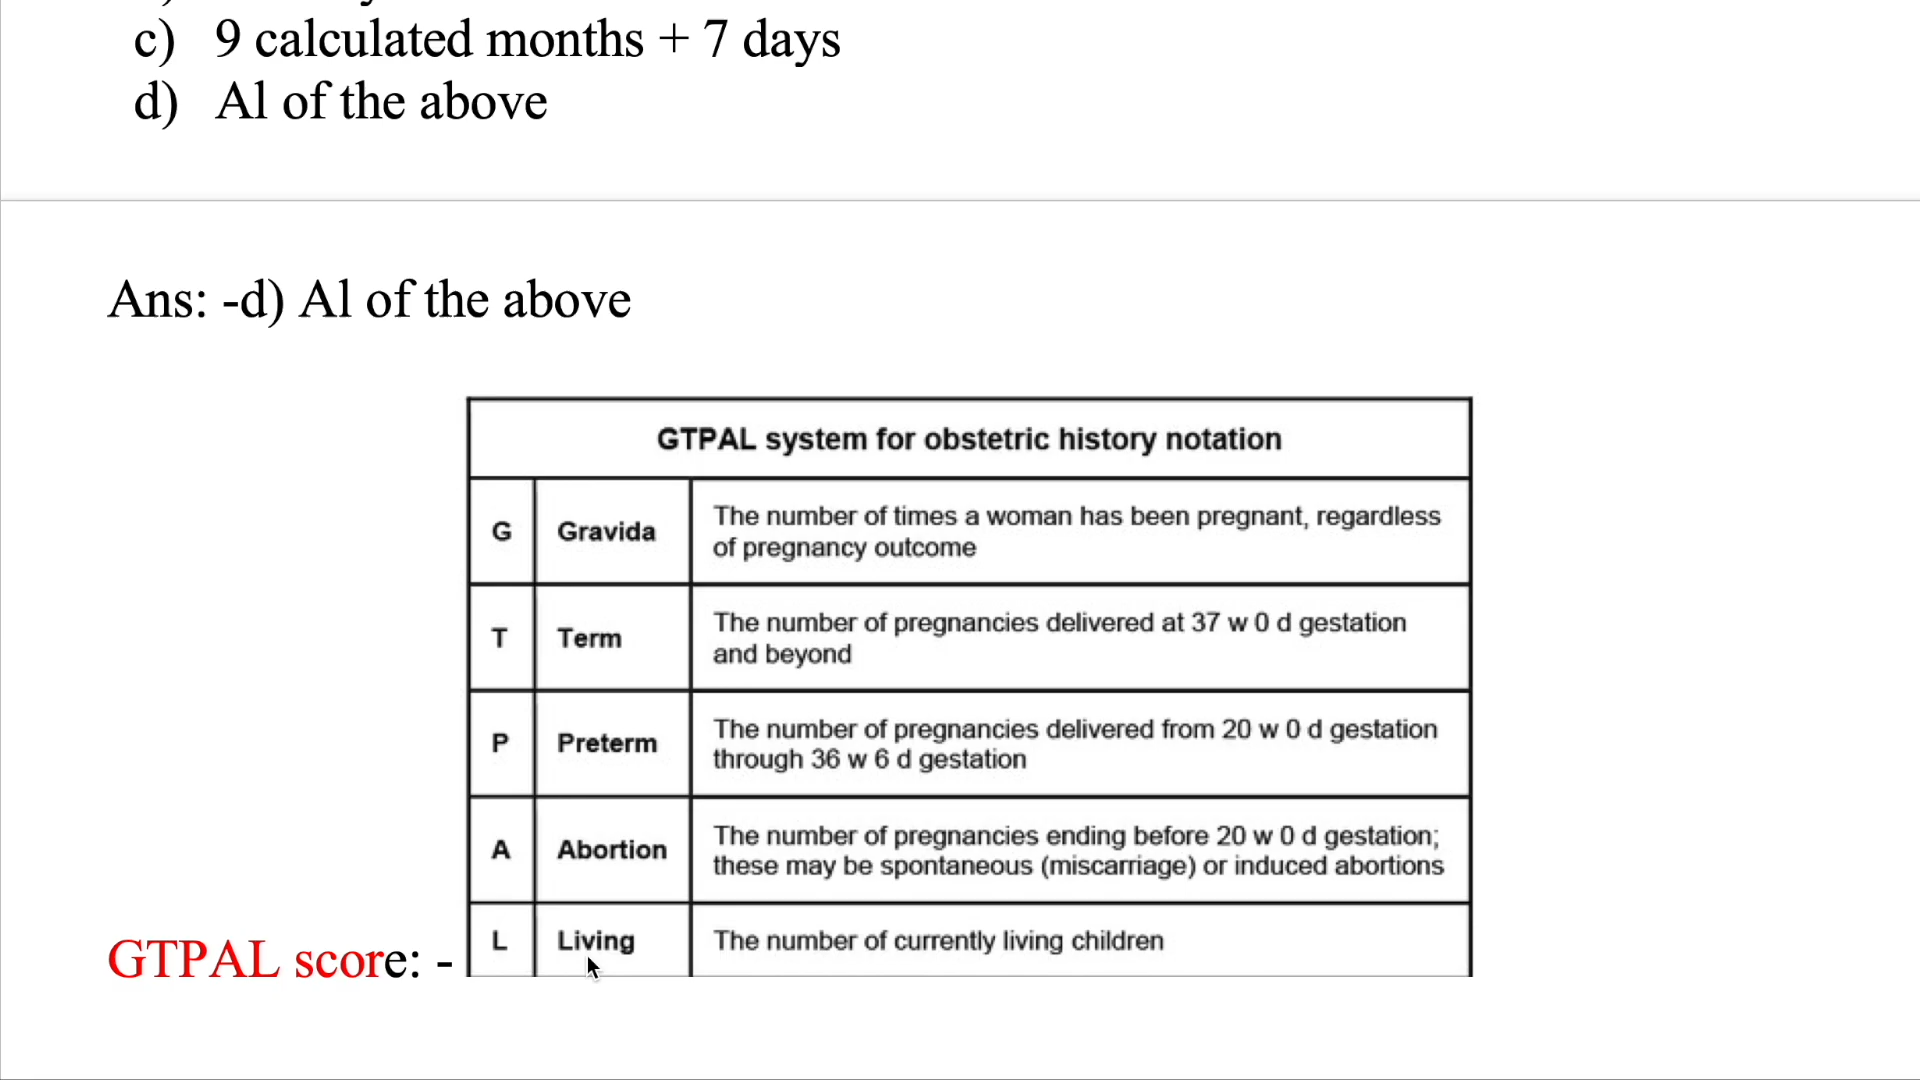 c) 9 calculated months + 7 days
d) Al of the above
Ans: -d) Al of the above
GTPAL system for obstetric history notation
G Gravida The number of times a woman has been pregnant, regardless
of pregnancy outcome
T Term The number of pregnancies delivered at 37 w 0 d gestation
and beyond
P Preterm The number of pregnancies delivered from 20 w 0 d gestation
through 36 w 6 d gestation
A Abortion The number of pregnancies ending before 20 w 0 d gestation;
these may be spontaneous (miscarriage) or induced abortions
L Living The number of currently living children
GTPAL score: -